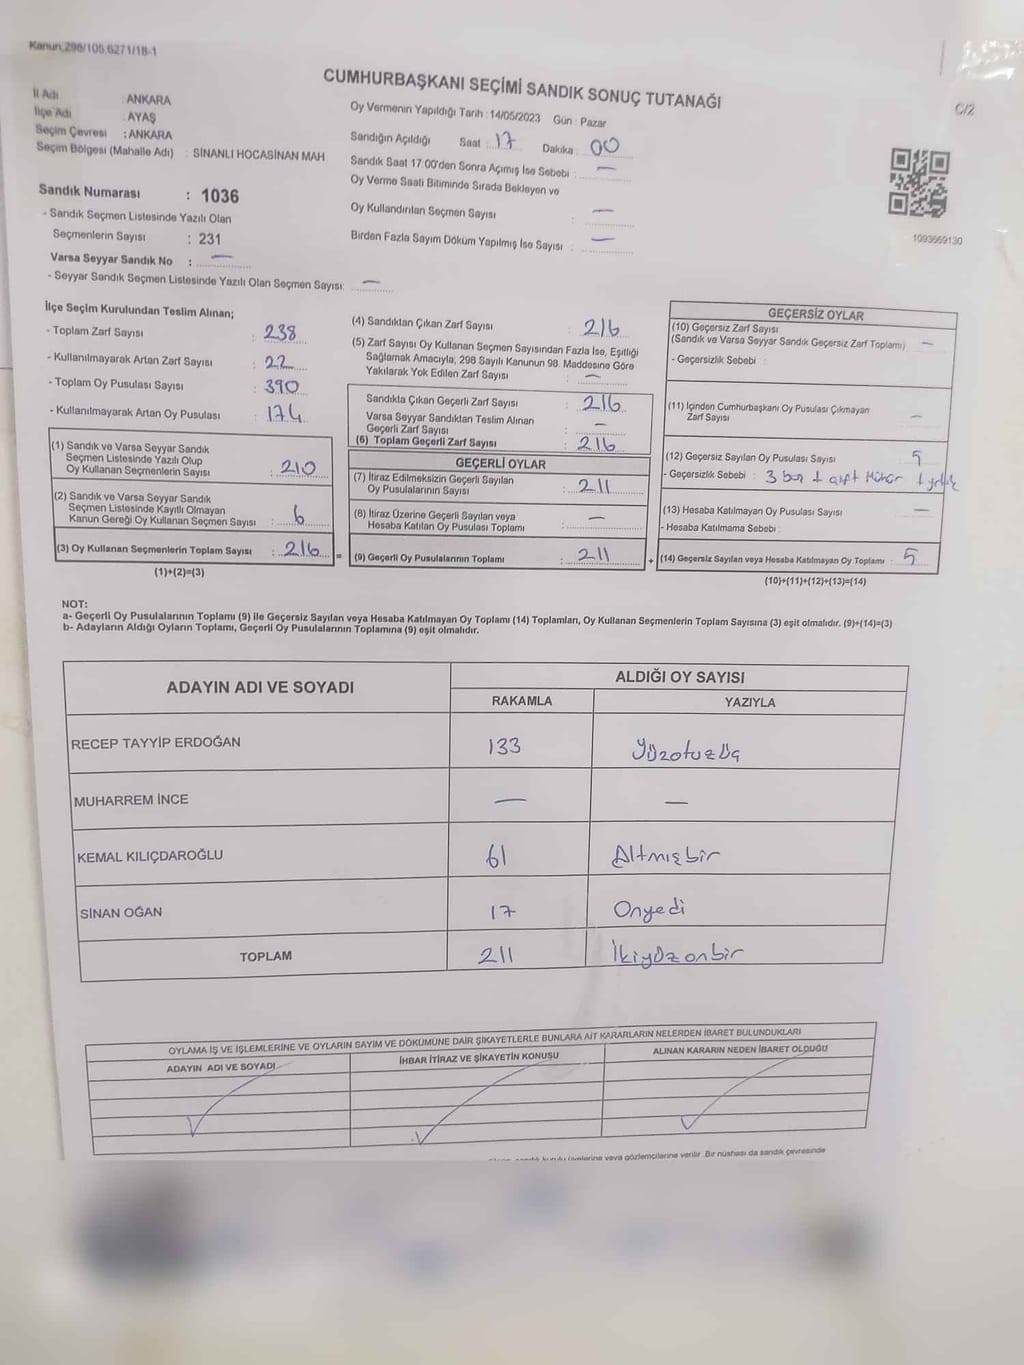 Kanun,298/105,6271/18-1
CUMHURBAŞKANI SEÇİMİ SANDIK SONUÇ TUTANAĞI
C/2
İl Adı : ANKARA
İlçe Adı : AYAŞ
Seçim Çevresi : ANKARA
Seçim Bölgesi (Mahalle Adı) : SİNANLI HOCASİNAN MAH
Sandık Numarası : 1036
- Sandık Seçmen Listesinde Yazılı Olan
Seçmenlerin Sayısı : 231
Varsa Seyyar Sandık No : —
- Seyyar Sandık Seçmen Listesinde Yazılı Olan Seçmen Sayısı: —
Oy Vermenin Yapıldığı Tarih : 14/05/2023 Gün : Pazar
Sandığın Açıldığı Saat : 17 Dakika : 00
Sandık Saat 17:00'den Sonra Açımış İse Sebebi : —
Oy Verme Saati Bitiminde Sırada Bekleyen ve
Oy Kullandırılan Seçmen Sayısı : —
Birden Fazla Sayım Döküm Yapılmış İse Sayısı : —
1093669130
İlçe Seçim Kurulundan Teslim Alınan;
- Toplam Zarf Sayısı : 238
- Kullanılmayarak Artan Zarf Sayısı : 22
- Toplam Oy Pusulası Sayısı : 390
- Kullanılmayarak Artan Oy Pusulası : 174
(1) Sandık ve Varsa Seyyar Sandık
Seçmen Listesinde Yazılı Olup
Oy Kullanan Seçmenlerin Sayısı : 210
(2) Sandık ve Varsa Seyyar Sandık
Seçmen Listesinde Kayıtlı Olmayan
Kanun Gereği Oy Kullanan Seçmen Sayısı : 6
(3) Oy Kullanan Seçmenlerin Toplam Sayısı : 216 =
(1)+(2)=(3)
(4) Sandıktan Çıkan Zarf Sayısı : 216
(5) Zarf Sayısı Oy Kullanan Seçmen Sayısından Fazla İse, Eşitliği
Sağlamak Amacıyla; 298 Sayılı Kanunun 98. Maddesine Göre
Yakılarak Yok Edilen Zarf Sayısı : —
Sandıkta Çıkan Geçerli Zarf Sayısı : 216
Varsa Seyyar Sandıktan Teslim Alınan
Geçerli Zarf Sayısı : —
(6) Toplam Geçerli Zarf Sayısı : 216
GEÇERLİ OYLAR
(7) İtiraz Edilmeksizin Geçerli Sayılan
Oy Pusulalarının Sayısı : 211
(8) İtiraz Üzerine Geçerli Sayılan veya
Hesaba Katılan Oy Pusulası Toplamı : —
(9) Geçerli Oy Pusulalarının Toplamı : 211 +
GEÇERSİZ OYLAR
(10) Geçersiz Zarf Sayısı
(Sandık ve Varsa Seyyar Sandık Geçersiz Zarf Toplamı) : —
- Geçersizlik Sebebi :
(11) İçinden Cumhurbaşkanı Oy Pusulası Çıkmayan
Zarf Sayısı : —
(12) Geçersiz Sayılan Oy Pusulası Sayısı : 5
- Geçersizlik Sebebi : 3 boş 1 çift Mühür 1 yırtık
(13) Hesaba Katılmayan Oy Pusulası Sayısı : —
- Hesaba Katılmama Sebebi :
(14) Geçersiz Sayılan veya Hesaba Katılmayan Oy Toplamı : 5
(10)+(11)+(12)+(13)=(14)
NOT:
a- Geçerli Oy Pusulalarının Toplamı (9) ile Geçersiz Sayılan veya Hesaba Katılmayan Oy Toplamı (14) Toplamları, Oy Kullanan Seçmenlerin Toplam Sayısına (3) eşit olmalıdır. (9)+(14)=(3)
b- Adayların Aldığı Oyların Toplamı, Geçerli Oy Pusulalarının Toplamına (9) eşit olmalıdır.
ADAYIN ADI VE SOYADI
ALDIĞI OY SAYISI
RAKAMLA YAZIYLA
RECEP TAYYİP ERDOĞAN 133 Yüzotuzüç
MUHARREM İNCE — —
KEMAL KILIÇDAROĞLU 61 Altmışbir
SİNAN OĞAN 17 Onyedi
TOPLAM 211 İkiyüzonbir
OYLAMA İŞ VE İŞLEMLERİNE VE OYLARIN SAYIM VE DÖKÜMÜNE DAİR ŞİKAYETLERLE BUNLARA AİT KARARLARIN NELERDEN İBARET BULUNDUKLARI
ADAYIN ADI VE SOYADI
İHBAR İTİRAZ VE ŞİKAYETİN KONUSU
ALINAN KARARIN NEDEN İBARET OLDUĞU
sandık kurulu üyelerine veya gözlemcilerine verilir. Bir nüshası da sandık çevresinde